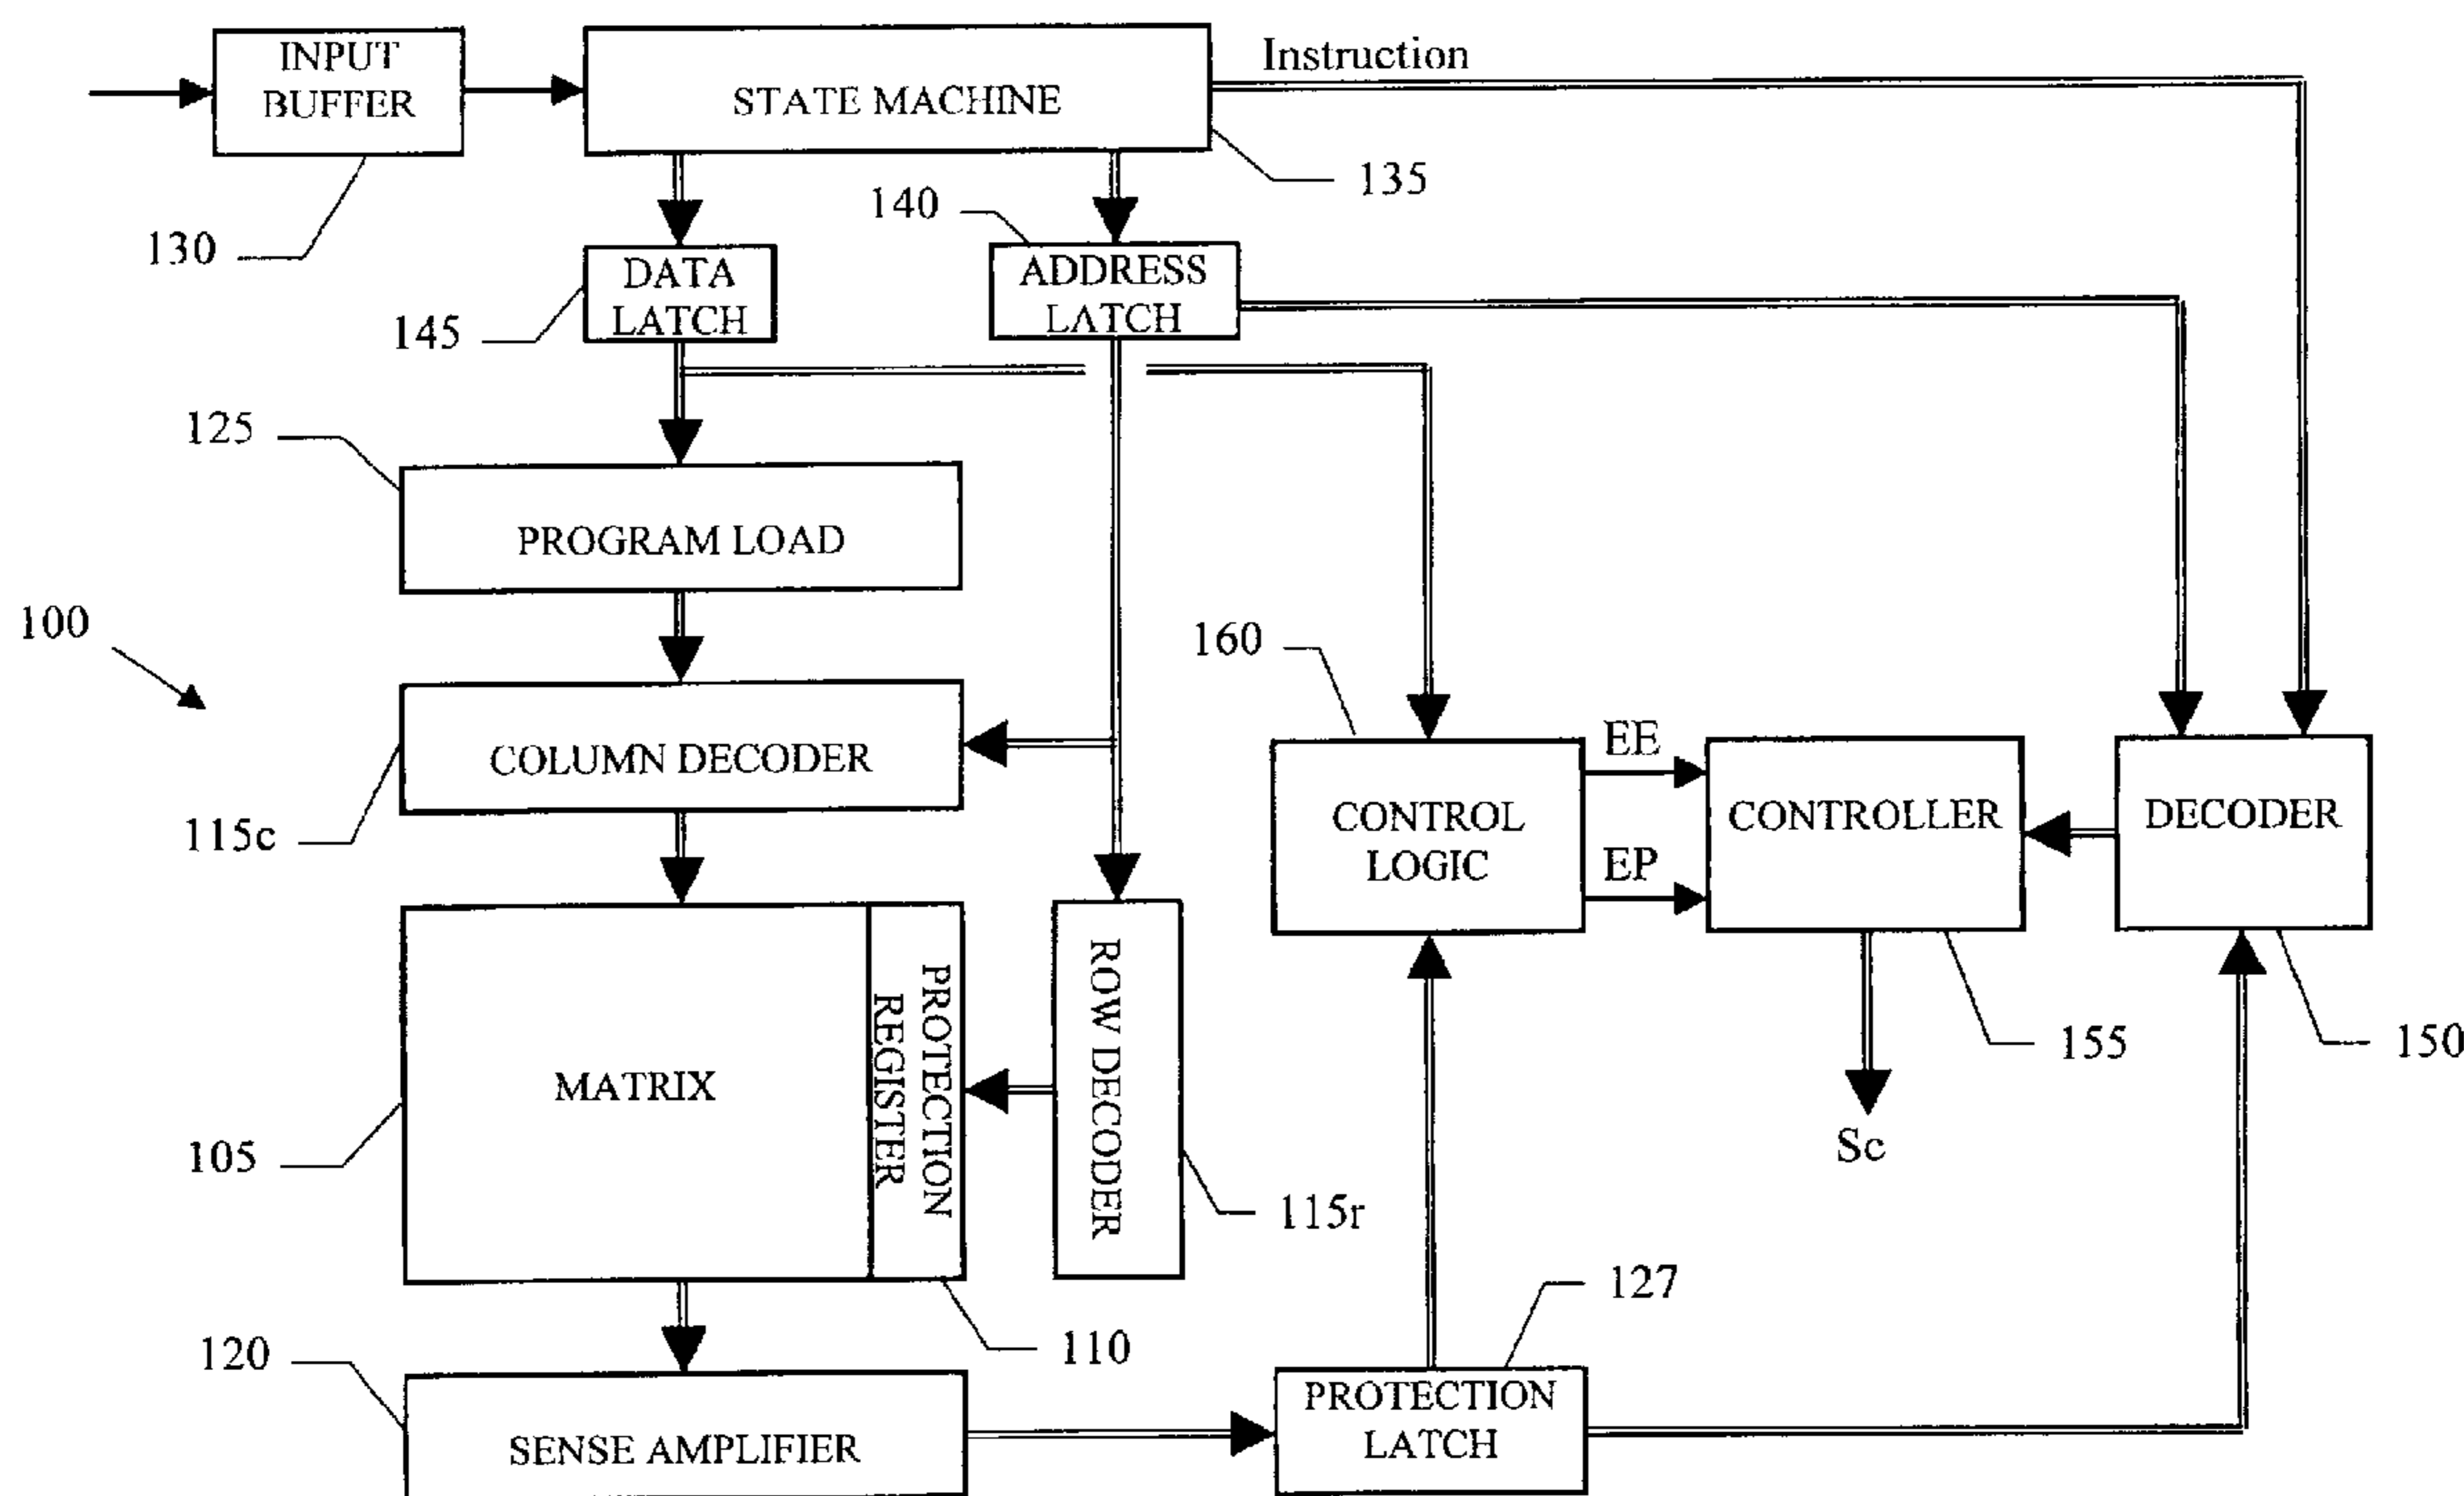 INPUT
BUFFER
STATE MACHINE
Instruction
130
135
140
DATA
LATCH
145
ADDRESS
LATCH
125
PROGRAM LOAD
100
160
COLUMN DECODER
115c
CONTROL
LOGIC
EE
EP
CONTROLLER
DECODER
MATRIX
PROTECTION
REGISTER
ROW DECODER
105
115r
155
150
Sc
127
120
110
SENSE AMPLIFIER
PROTECTION
LATCH